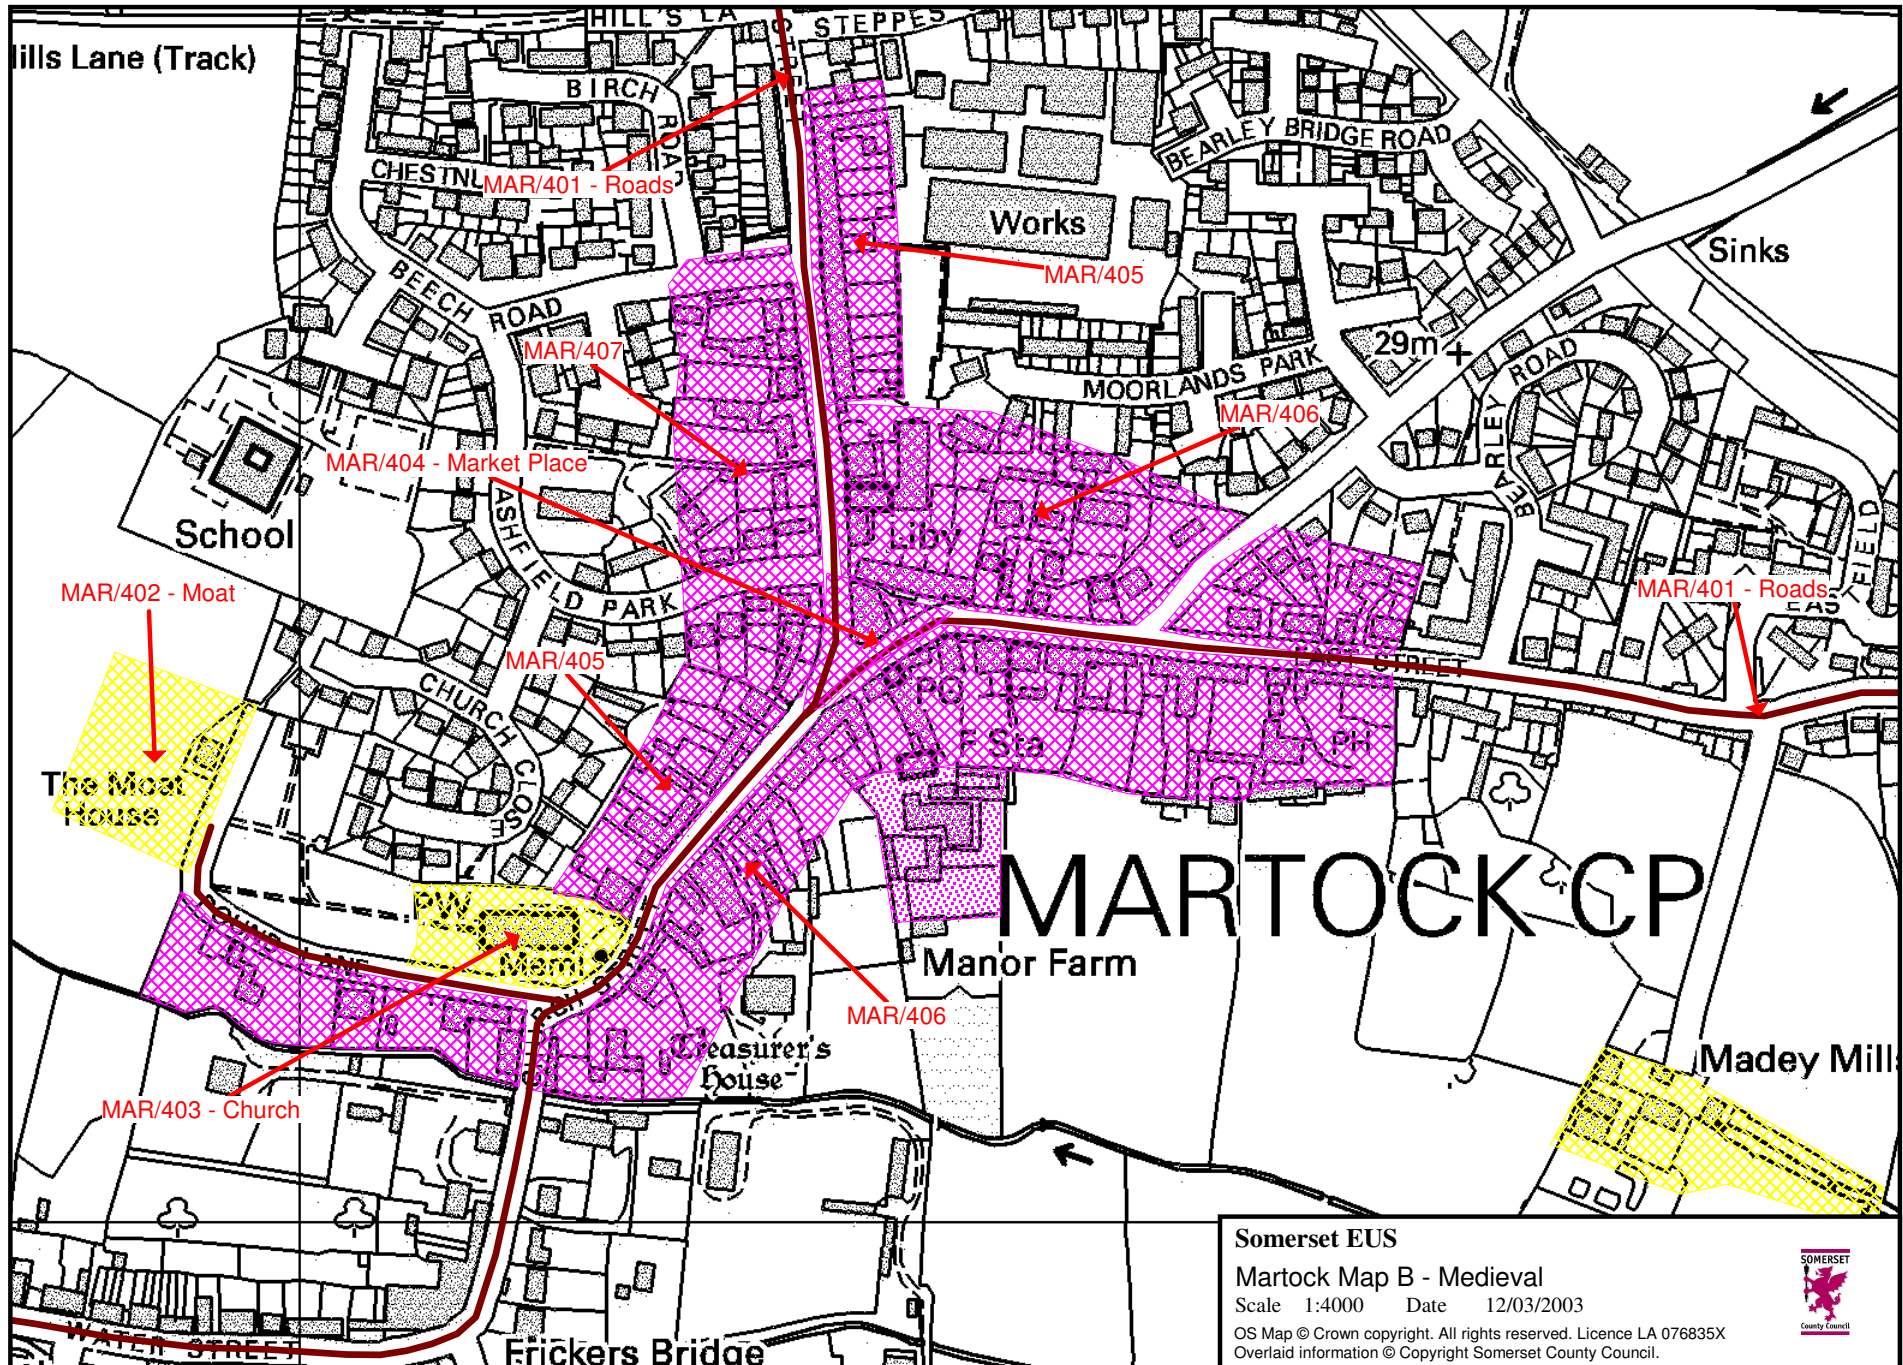 HILL'S LA
STEPPES
Hills Lane (Track)
BIRCH
ROAD
BEARLEY BRIDGE ROAD
MAR/401 - Roads
Works
Sinks
MAR/405
BEECH
ROAD
MAR/407
29m
ROAD
MOORLANDS PARK
MAR/406
MAR/404 - Market Place
BEARLEY
School
ASHFIELD PARK
Liby
MAR/402 - Moat
MAR/401 - Roads
EAST
FIELD
STREET
MAR/405
CHURCH
CLOSE
PO
F Sta
PH
The Moat
House
PW
Meml
LANE
MARTOCK CP
Manor Farm
MAR/406
Treasurer's
House
Madey Mills
MAR/403 - Church
WATER STREET
Frickers Bridge
Somerset EUS
Martock Map B - Medieval
Scale 1:4000 Date 12/03/2003
OS Map © Crown copyright. All rights reserved. Licence LA 076835X
Overlaid information © Copyright Somerset County Council.
SOMERSET
County Council